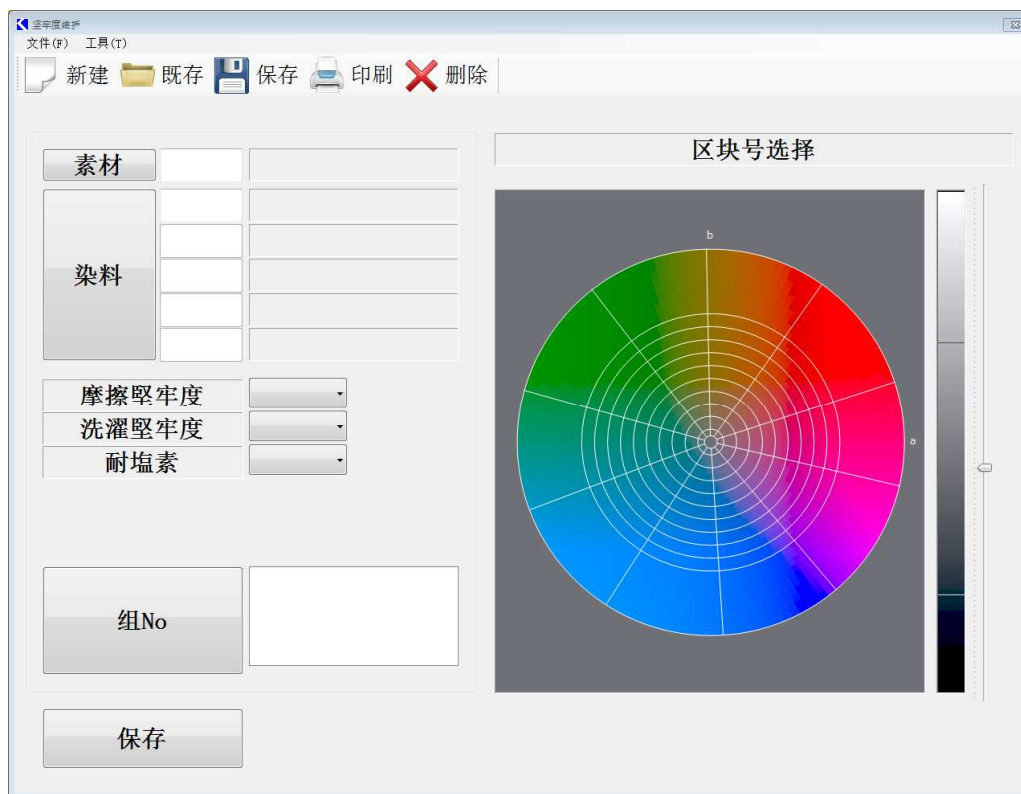 坚牢度维护
文件(F) 工具(T)
新建 既存 保存 印刷 删除
素材
染料
摩擦堅牢度
洗濯堅牢度
耐塩素
组No
保存
区块号选择
b
a